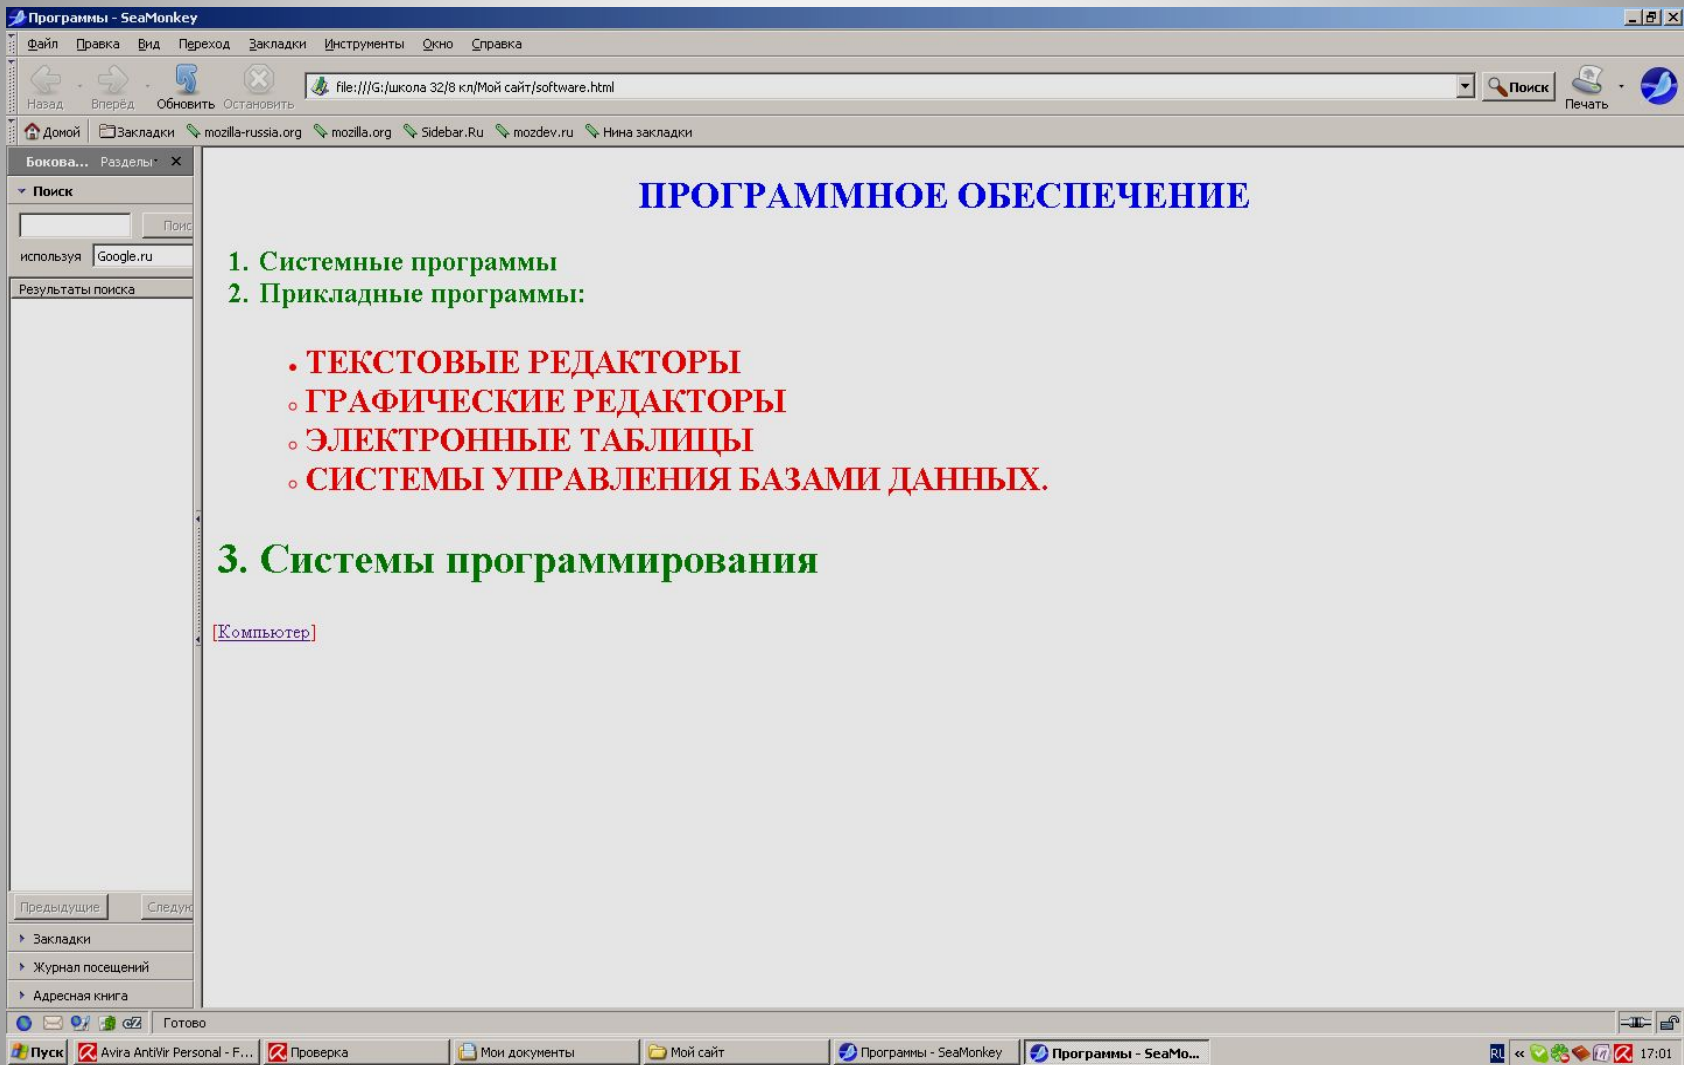 Программы - SeaMonkey
Файл Правка Вид Переход Закладки Инструменты Окно Справка
Назад Вперёд Обновить Остановить file:///G:/школа 32/8 кл/Мой сайт/software.html Поиск Печать
Домой Закладки mozilla-russia.org mozilla.org Sidebar.Ru mozdev.ru Нина закладки
Бокова... Разделы
Поиск
Поис
используя Google.ru
Результаты поиска
Предыдущие Следую
Закладки
Журнал посещений
Адресная книга
ПРОГРАММНОЕ ОБЕСПЕЧЕНИЕ
1. Системные программы
2. Прикладные программы:
• ТЕКСТОВЫЕ РЕДАКТОРЫ
◦ ГРАФИЧЕСКИЕ РЕДАКТОРЫ
◦ ЭЛЕКТРОННЫЕ ТАБЛИЦЫ
◦ СИСТЕМЫ УПРАВЛЕНИЯ БАЗАМИ ДАННЫХ.
3. Системы программирования
[Компьютер]
Готово
Пуск Avira AntiVir Personal - F... Проверка Мои документы Мой сайт Программы - SeaMonkey Программы - SeaMo... RU « 17:01